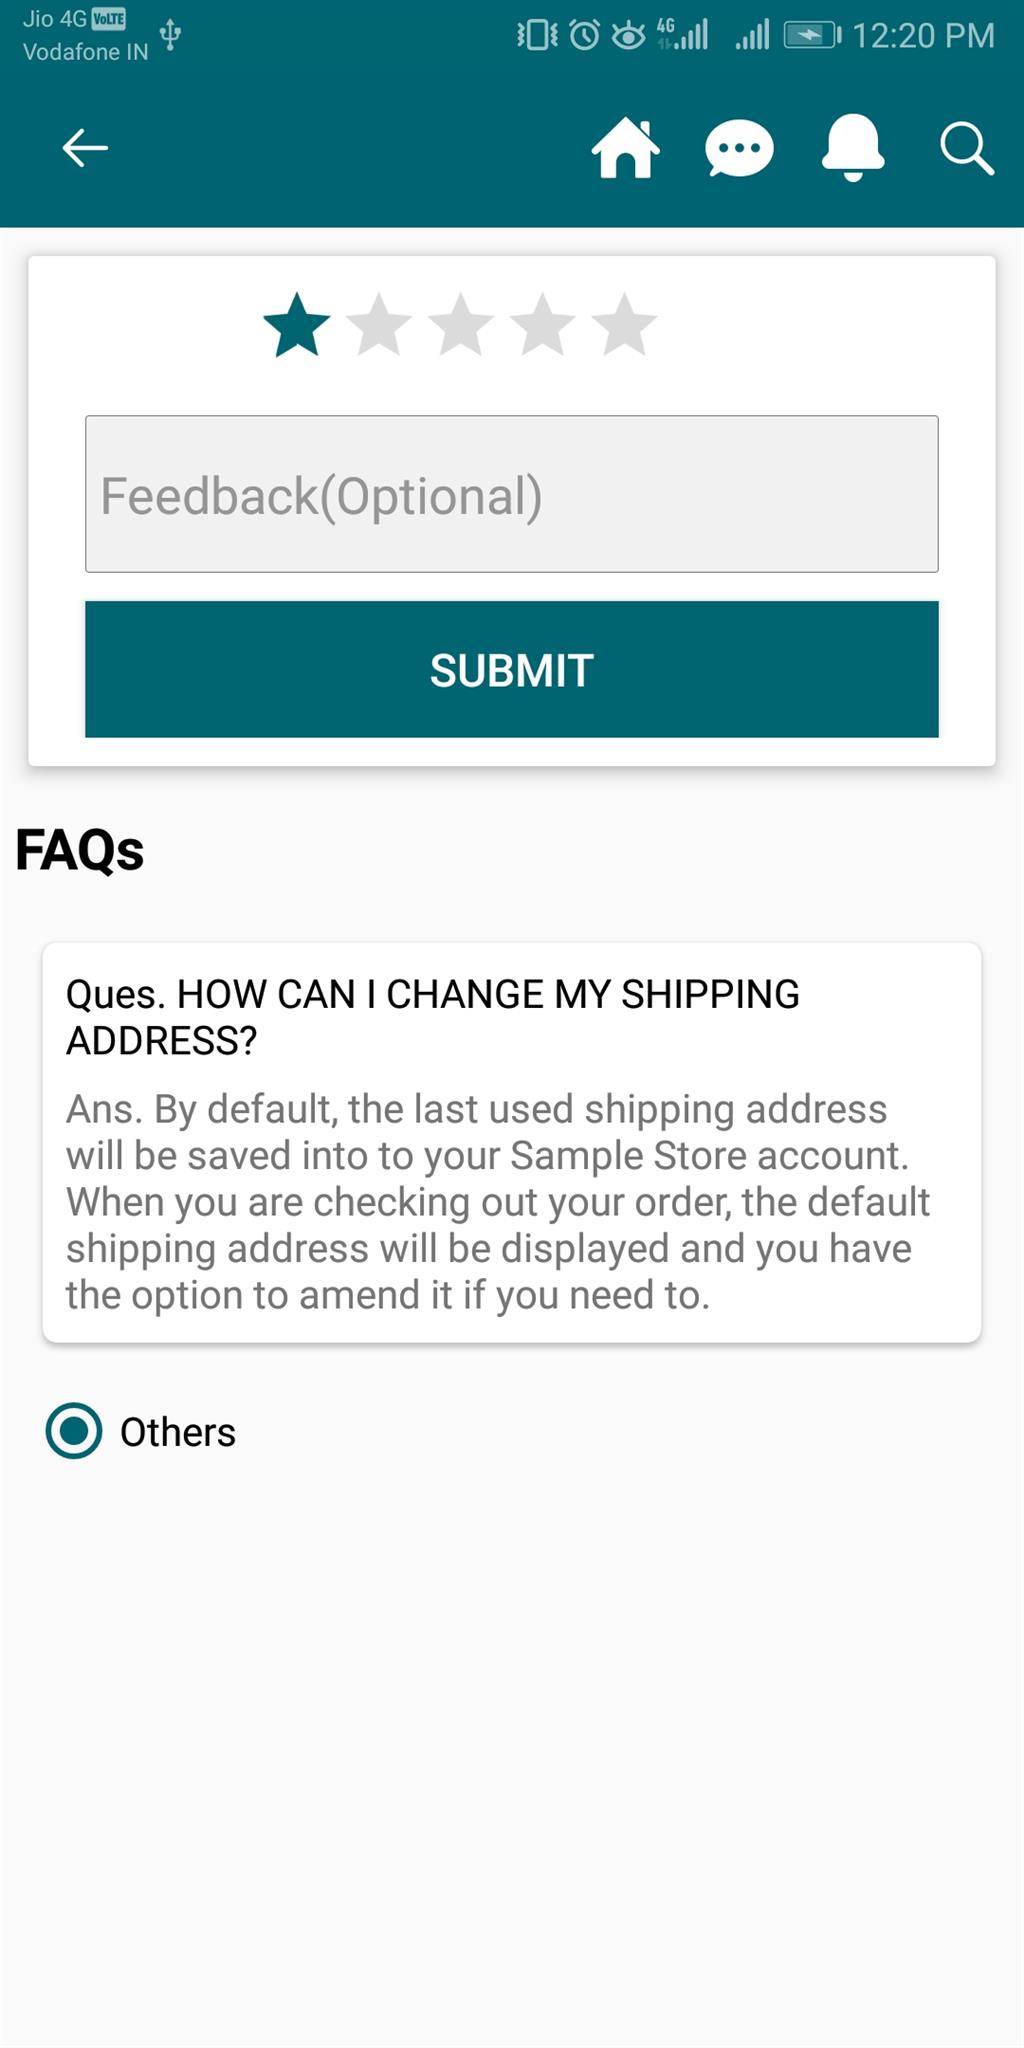 Jio 4G VoLTE
Vodafone IN
4G
12:20 PM
Feedback(Optional)
SUBMIT
FAQs
Ques. HOW CAN I CHANGE MY SHIPPING
ADDRESS?
Ans. By default, the last used shipping address
will be saved into to your Sample Store account.
When you are checking out your order, the default
shipping address will be displayed and you have
the option to amend it if you need to.
Others